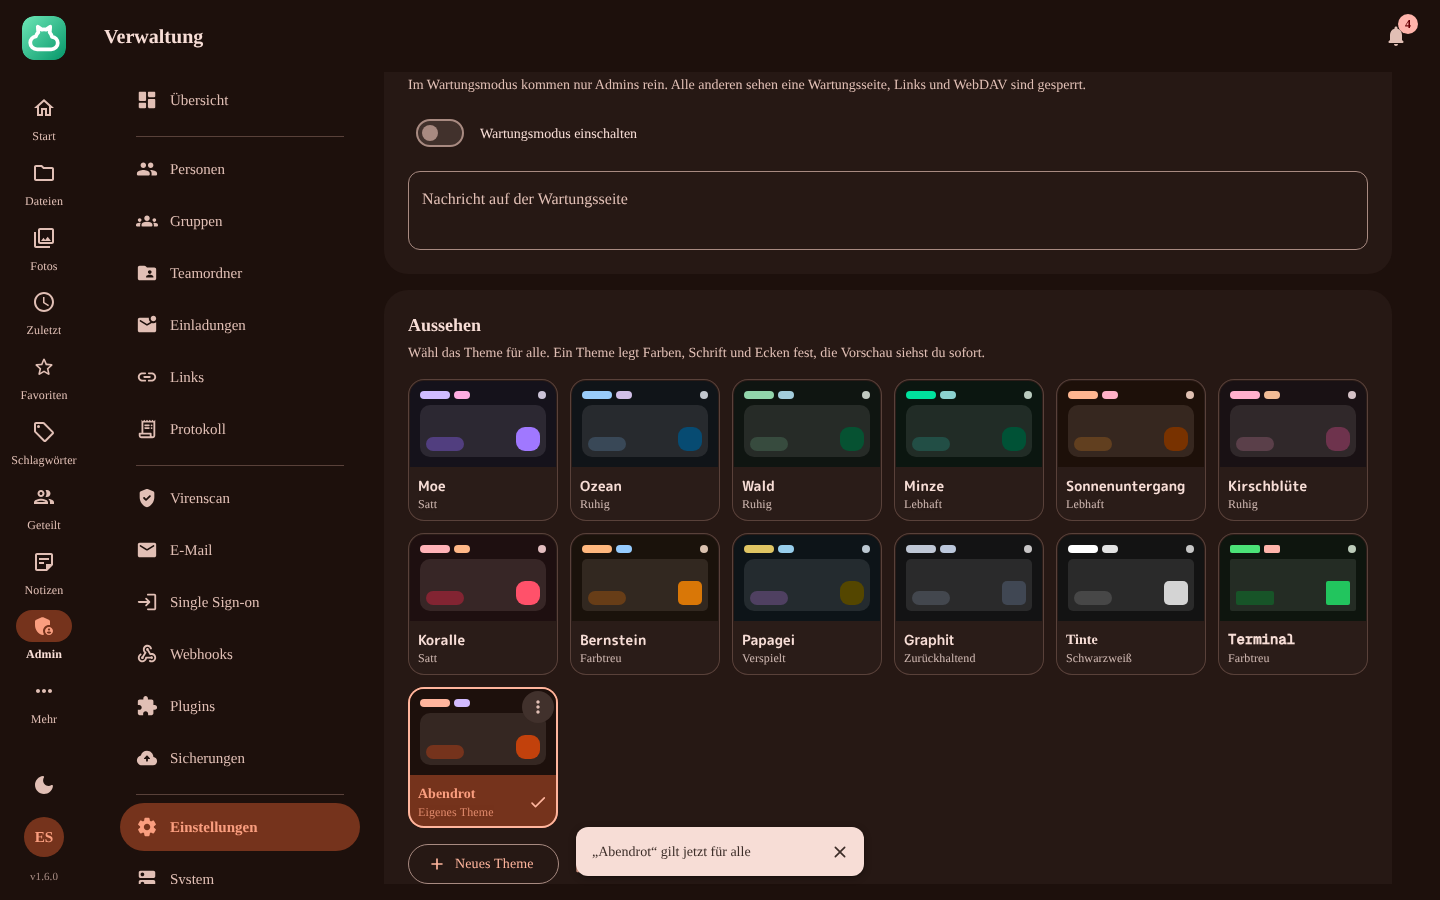 Verwaltung
4
Start
Dateien
Fotos
Zuletzt
Favoriten
Schlagwörter
Geteilt
Notizen
Admin
Mehr
ES
v1.6.0
Übersicht
Personen
Gruppen
Teamordner
Einladungen
Links
Protokoll
Virenscan
E-Mail
Single Sign-on
Webhooks
Plugins
Sicherungen
Einstellungen
System
Im Wartungsmodus kommen nur Admins rein. Alle anderen sehen eine Wartungsseite, Links und WebDAV sind gesperrt.
Wartungsmodus einschalten
Nachricht auf der Wartungsseite
Aussehen
Wähl das Theme für alle. Ein Theme legt Farben, Schrift und Ecken fest, die Vorschau siehst du sofort.
Moe
Satt
Ozean
Ruhig
Wald
Ruhig
Minze
Lebhaft
Sonnenuntergang
Lebhaft
Kirschblüte
Ruhig
Koralle
Satt
Bernstein
Farbtreu
Papagei
Verspielt
Graphit
Zurückhaltend
Tinte
Schwarzweiß
Terminal
Farbtreu
Abendrot
Eigenes Theme
Neues Theme
„Abendrot“ gilt jetzt für alle